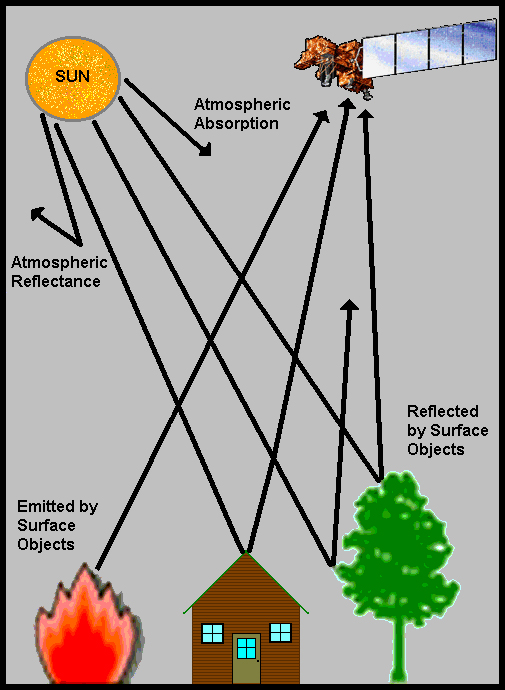 SUN
Atmospheric
Absorption
Atmospheric
Reflectance
Reflected
by Surface
Objects
Emitted by
Surface
Objects